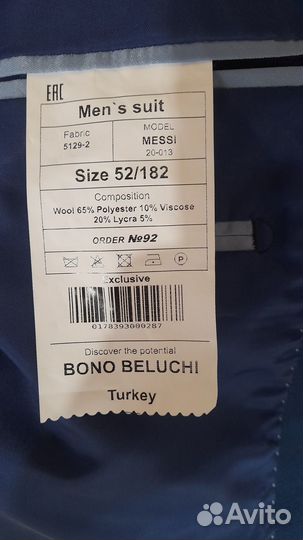 EAC
Men`s suit
Fabric
5129-2
MODEL
MESSI
20-013
Size 52/182
Composition
Wool 65% Polyester 10% Viscose
20% Lycra 5%
ORDER №92
P
Exclusive
0178393000287
Discover the potential
BONO BELUCHI
Turkey
Avito